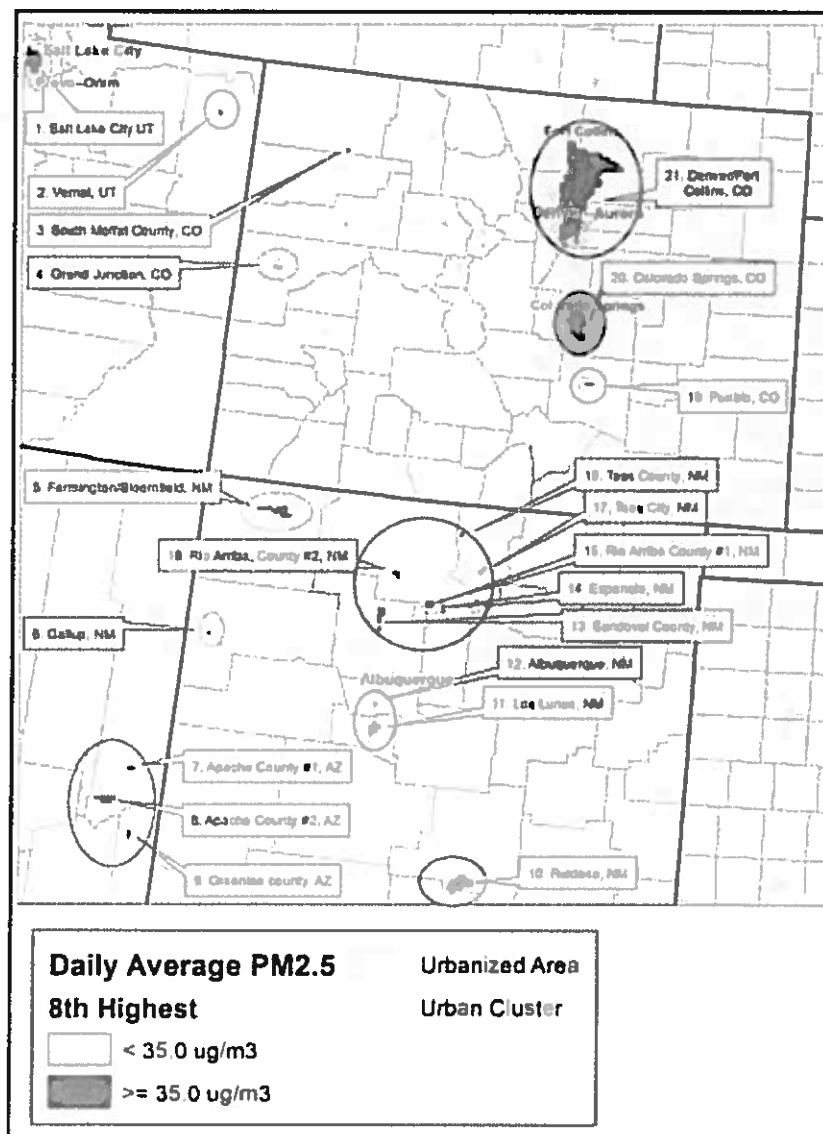 Salt Lake City
Provo--Orem
1. Salt Lake City UT
2. Vernal, UT
3. South Moffat County, CO
4. Grand Junction, CO
Fort Collins
21. Denver/Fort
Collins, CO
Denver--Aurora
20. Colorado Springs, CO
Colorado Springs
19. Pueblo, CO
5. Farmington/Bloomfield, NM
Taos County, NM
17. Taos City, NM
Rio Arriba, County #2, NM
15. Rio Arriba County #1, NM
14. Espanola, NM
13. Sandoval County, NM
6. Gallup, NM
12. Albuquerque, NM
Albuquerque
11. Los Lunas, NM
7. Apache County #1, AZ
8. Apache County #2, AZ
9. Greenlee county AZ
10. Ruidoso, NM
Daily Average PM2.5
8th Highest
< 35.0 ug/m3
>= 35.0 ug/m3
Urbanized Area
Urban Cluster